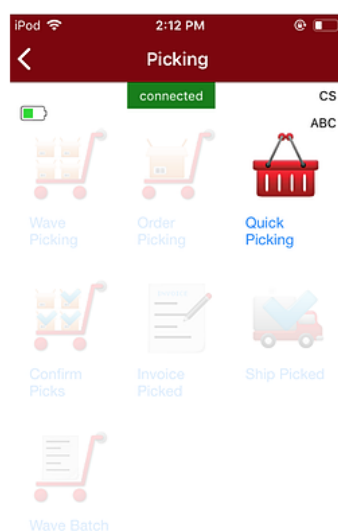 iPod 2:12 PM
Picking
connected
CS
ABC
Wave
Picking
Order
Picking
Quick
Picking
Confirm
Picks
Invoice
Picked
Ship Picked
Wave Batch